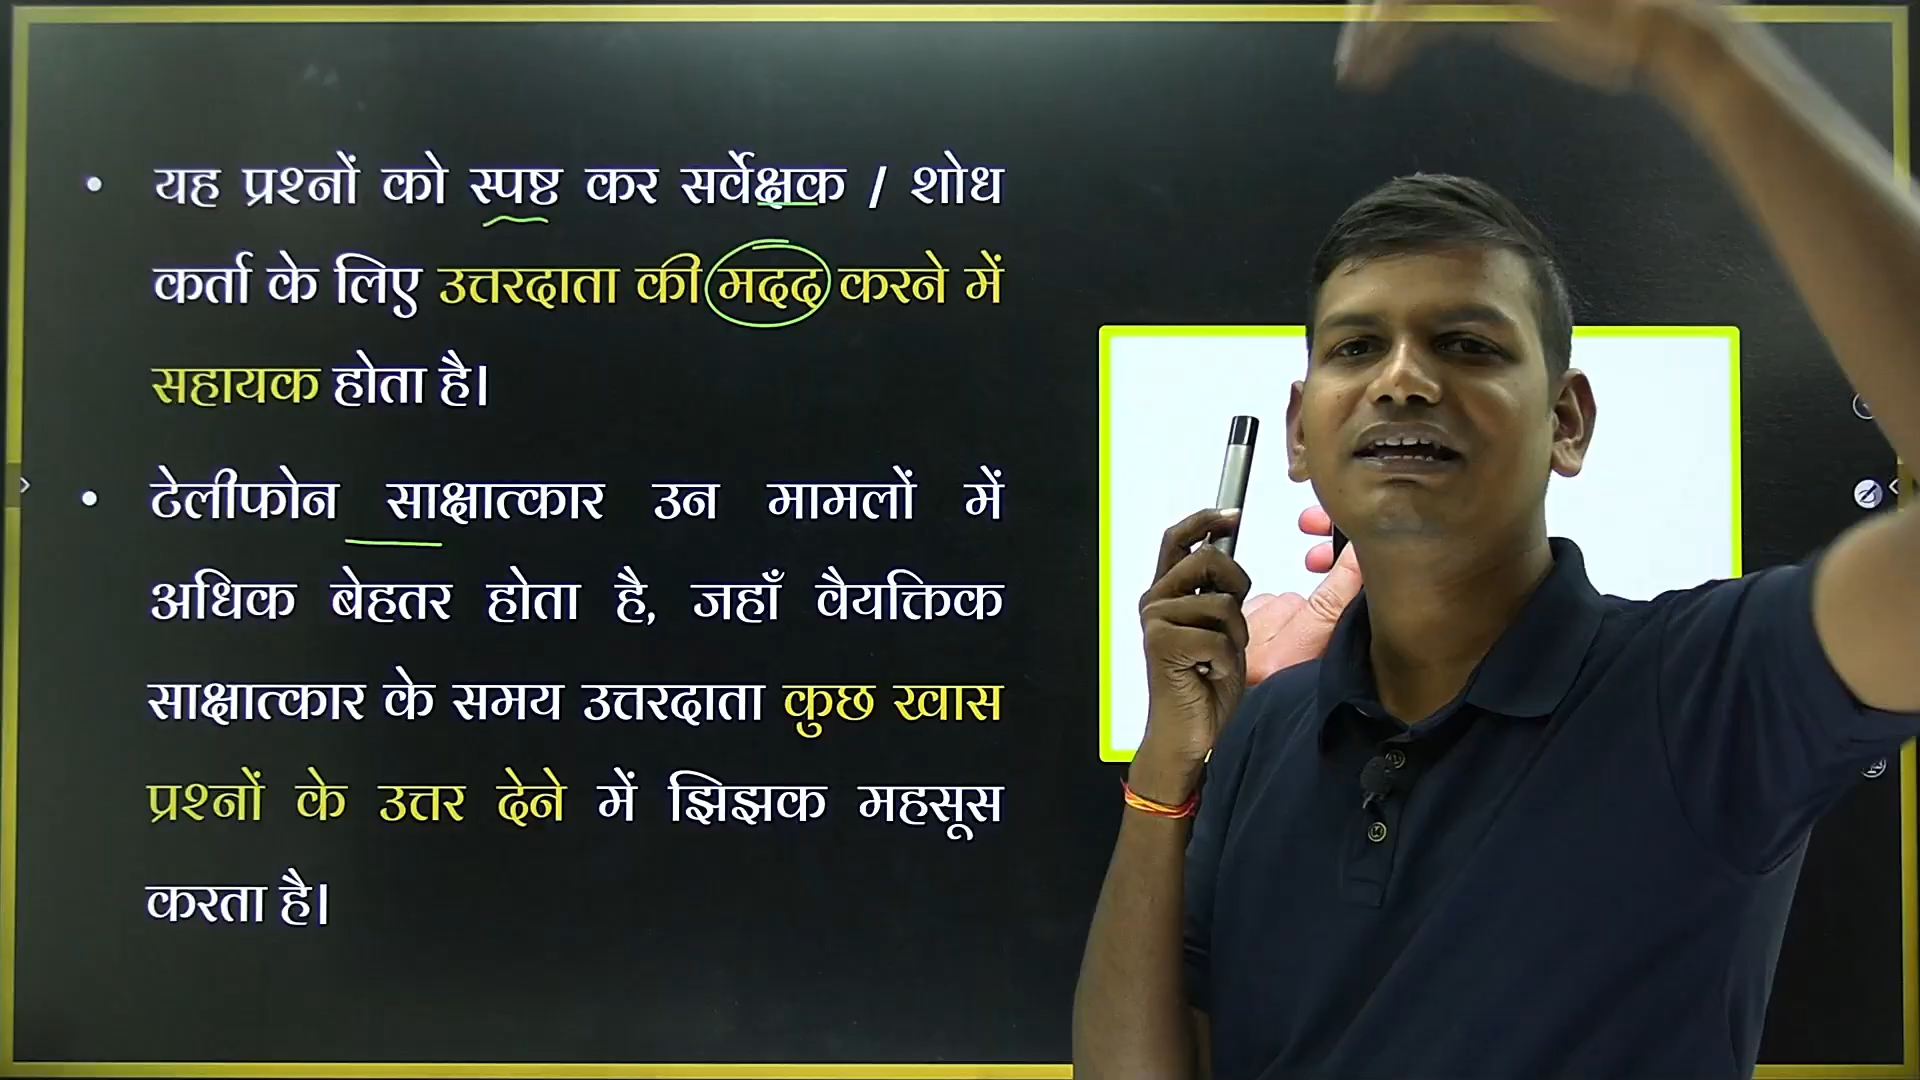 • यह प्रश्नों को स्पष्ट कर सर्वेक्षक / शोध
कर्ता के लिए उत्तरदाता की मदद करने में
सहायक होता है।
• टेलीफोन साक्षात्कार उन मामलों में
अधिक बेहतर होता है, जहाँ वैयक्तिक
साक्षात्कार के समय उत्तरदाता कुछ खास
प्रश्नों के उत्तर देने में झिझक महसूस
करता है।